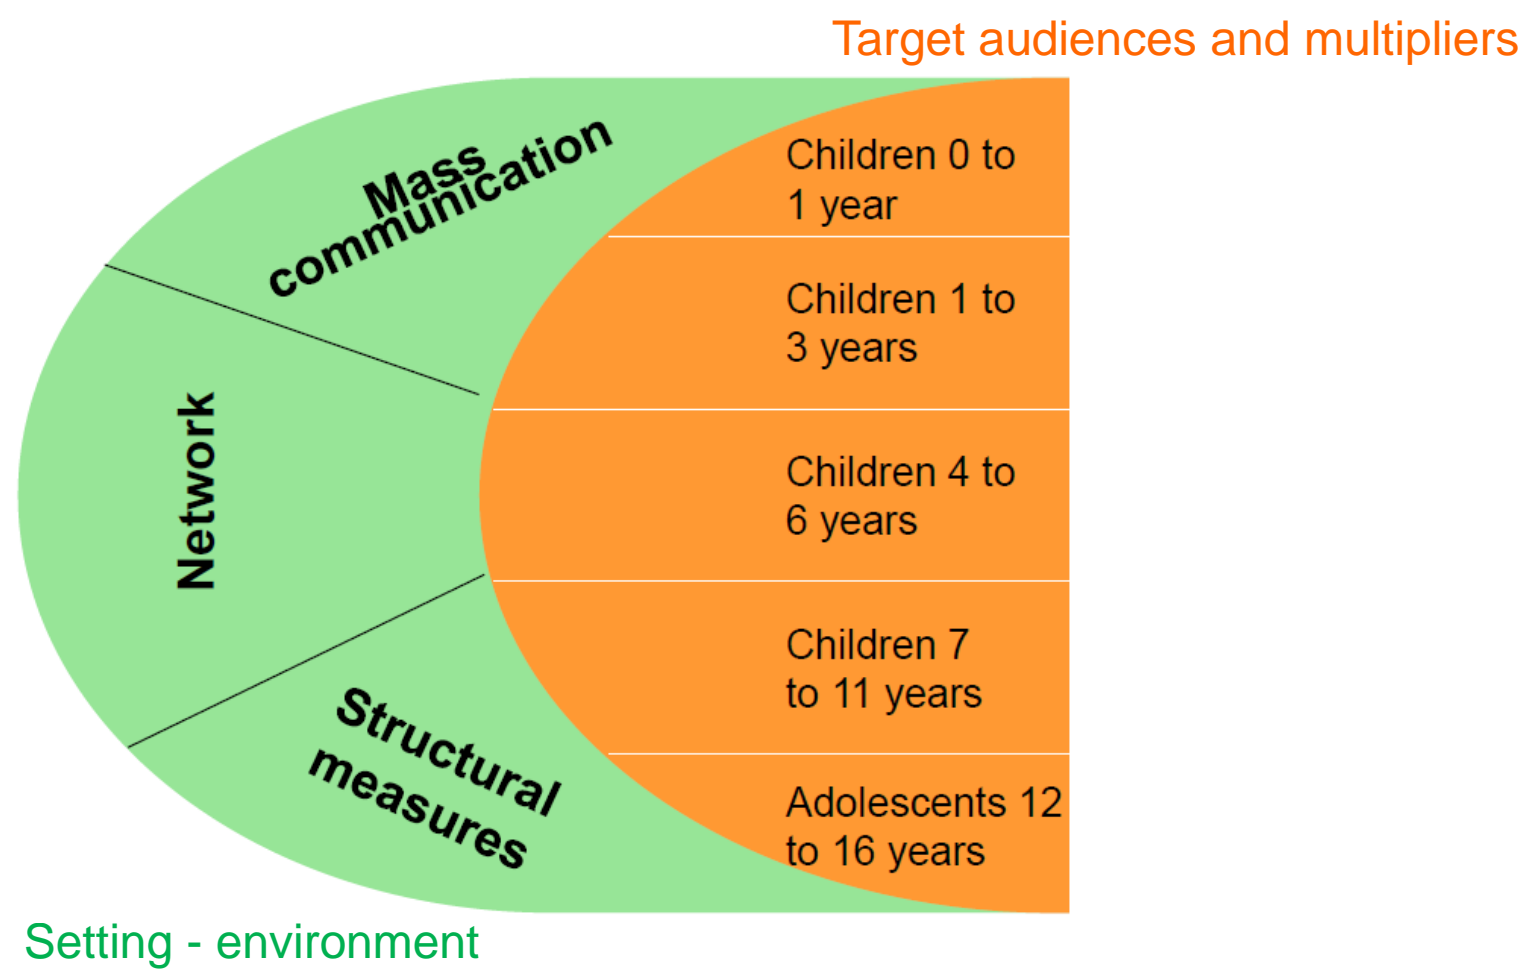 Target audiences and multipliers
Mass
communication
Network
Structural
measures
Children 0 to
1 year
Children 1 to
3 years
Children 4 to
6 years
Children 7
to 11 years
Adolescents 12
to 16 years
Setting - environment